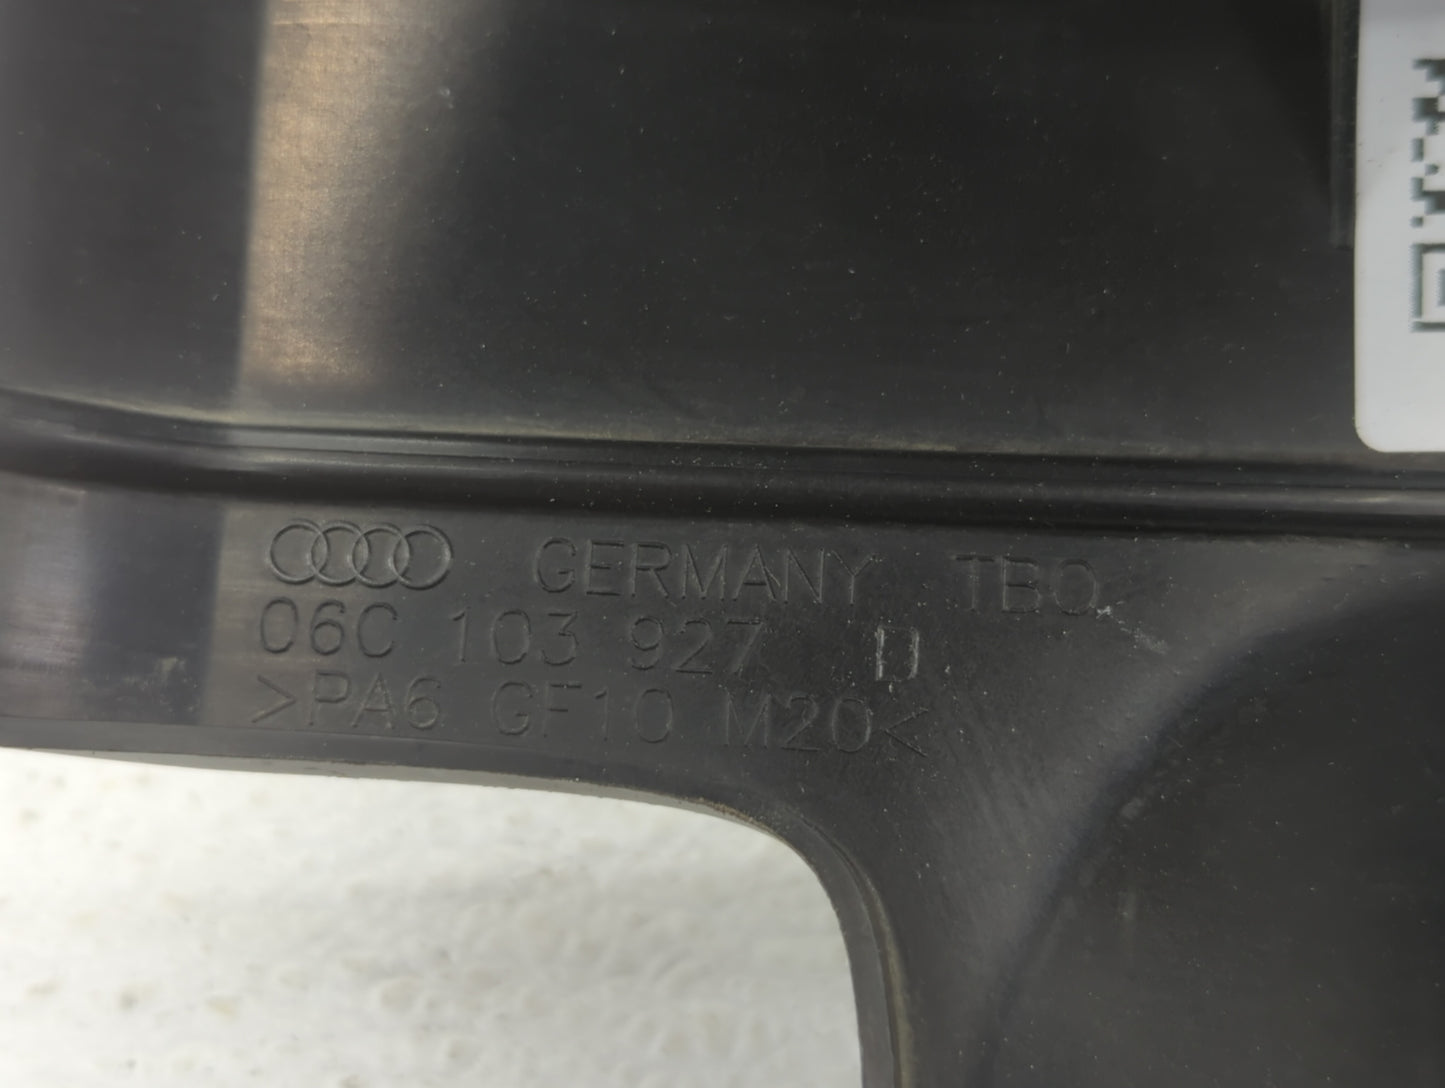 GERMANY TBO
06C 103 927 D
>PA6 GF10 M20<